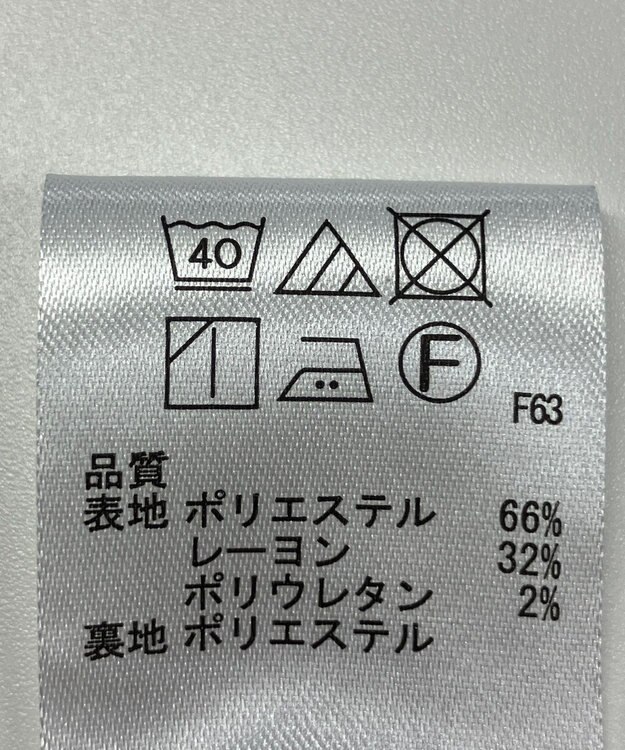 40
F
F63
品質
表地 ポリエステル 66%
レーヨン 32%
ポリウレタン 2%
裏地 ポリエステル